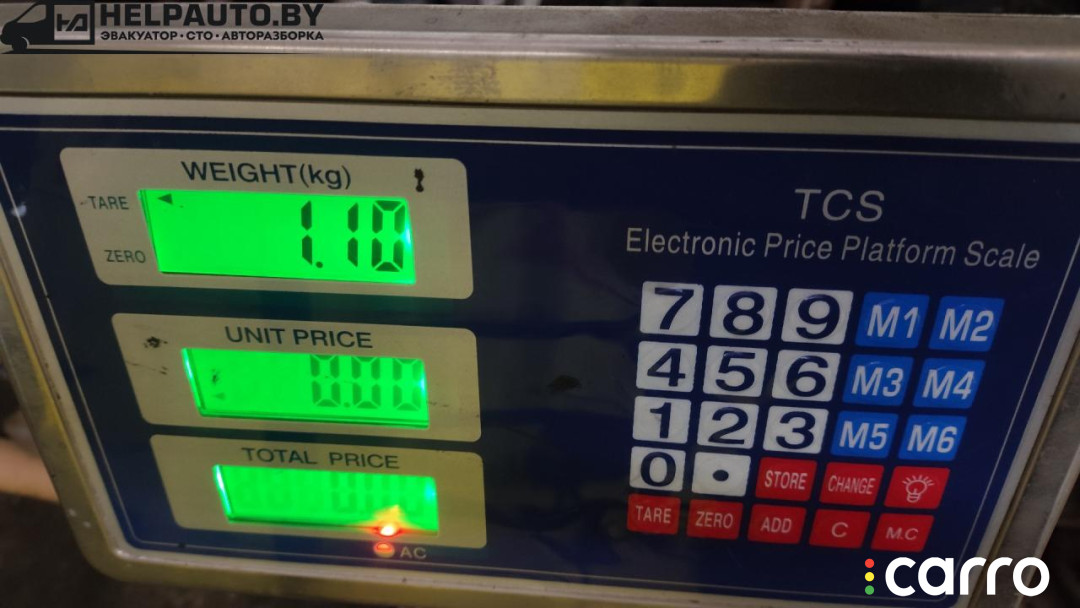 HELPAUTO.BY
ЭВАКУАТОР • СТО • АВТОРАЗБОРКА
WEIGHT(kg)
TARE
ZERO
1.10
UNIT PRICE
0.00
TOTAL PRICE
0.00
AC
TCS
Electronic Price Platform Scale
7 8 9 M1 M2
4 5 6 M3 M4
1 2 3 M5 M6
0 . STORE CHANGE
TARE ZERO ADD C M.C
carro